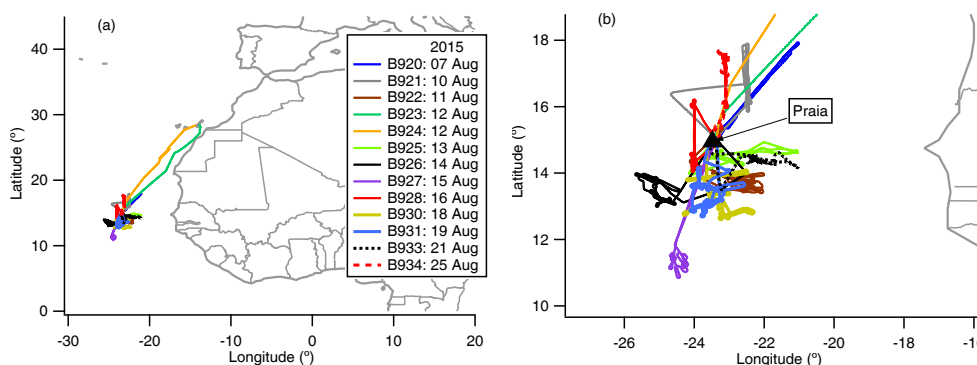 (a)
40
30
20
10
0
Latitude (º)
-30
-20
-10
0
10
20
Longitude (º)
2015
B920: 07 Aug
B921: 10 Aug
B922: 11 Aug
B923: 12 Aug
B924: 12 Aug
B925: 13 Aug
B926: 14 Aug
B927: 15 Aug
B928: 16 Aug
B930: 18 Aug
B931: 19 Aug
B933: 21 Aug
B934: 25 Aug
(b)
18
16
14
12
10
Latitude (º)
Praia
-26
-24
-22
-20
-18
Longitude (º)